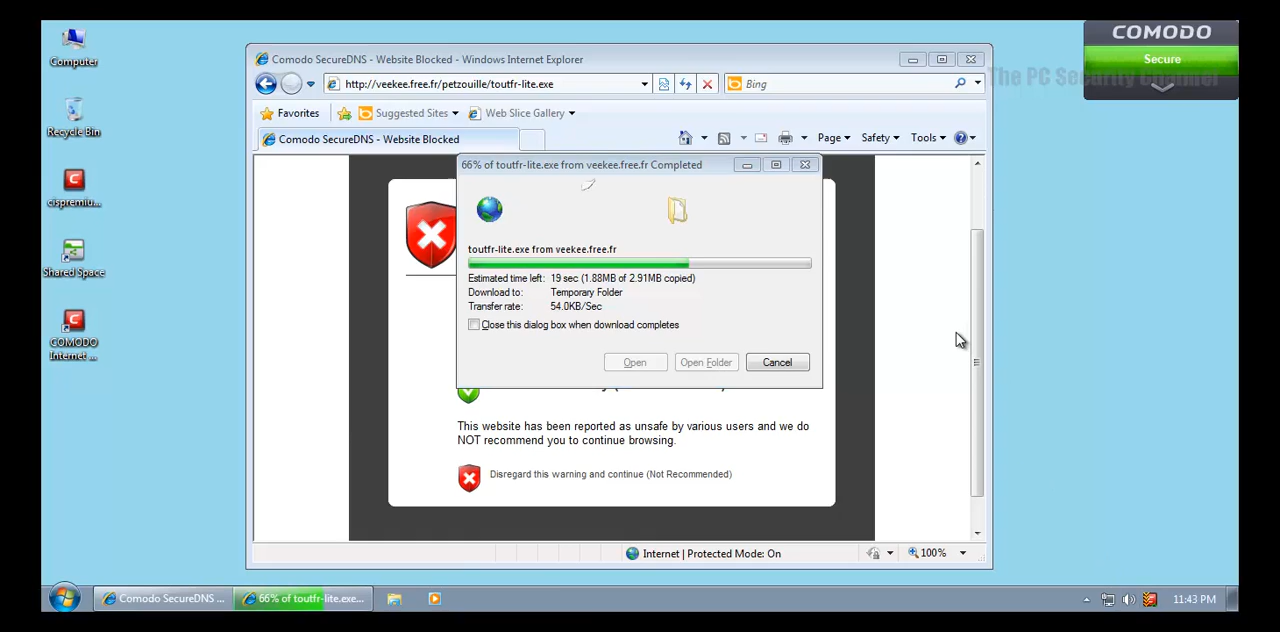 Computer
Recycle Bin
cispremiu...
Shared Space
COMODO
Internet ...
Comodo SecureDNS - Website Blocked - Windows Internet Explorer
http://veekee.free.fr/petzouille/toutfr-lite.exe
Bing
Favorites
Suggested Sites
Web Slice Gallery
Comodo SecureDNS - Website Blocked
Page
Safety
Tools
COMODO
Secure
The PC Security Channel
66% of toutfr-lite.exe from veekee.free.fr Completed
toutfr-lite.exe from veekee.free.fr
Estimated time left: 19 sec (1.88MB of 2.91MB copied)
Download to: Temporary Folder
Transfer rate: 54.0KB/Sec
Close this dialog box when download completes
Open
Open Folder
Cancel
This website has been reported as unsafe by various users and we do
NOT recommend you to continue browsing.
Disregard this warning and continue (Not Recommended)
Internet | Protected Mode: On
100%
Comodo SecureDNS ...
66% of toutfr-lite.exe...
11:43 PM